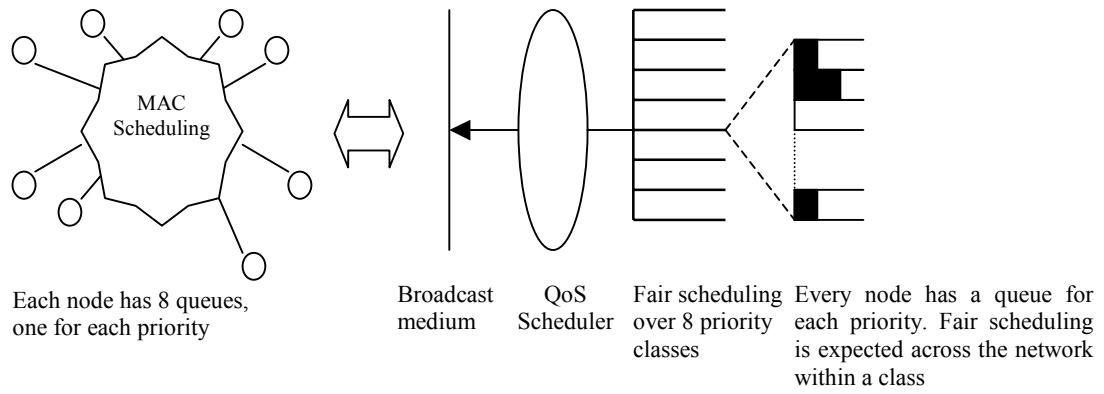 MAC
Scheduling
Each node has 8 queues,
one for each priority
Broadcast
medium
QoS
Scheduler
Fair scheduling
over 8 priority
classes
Every node has a queue for
each priority. Fair scheduling
is expected across the network
within a class